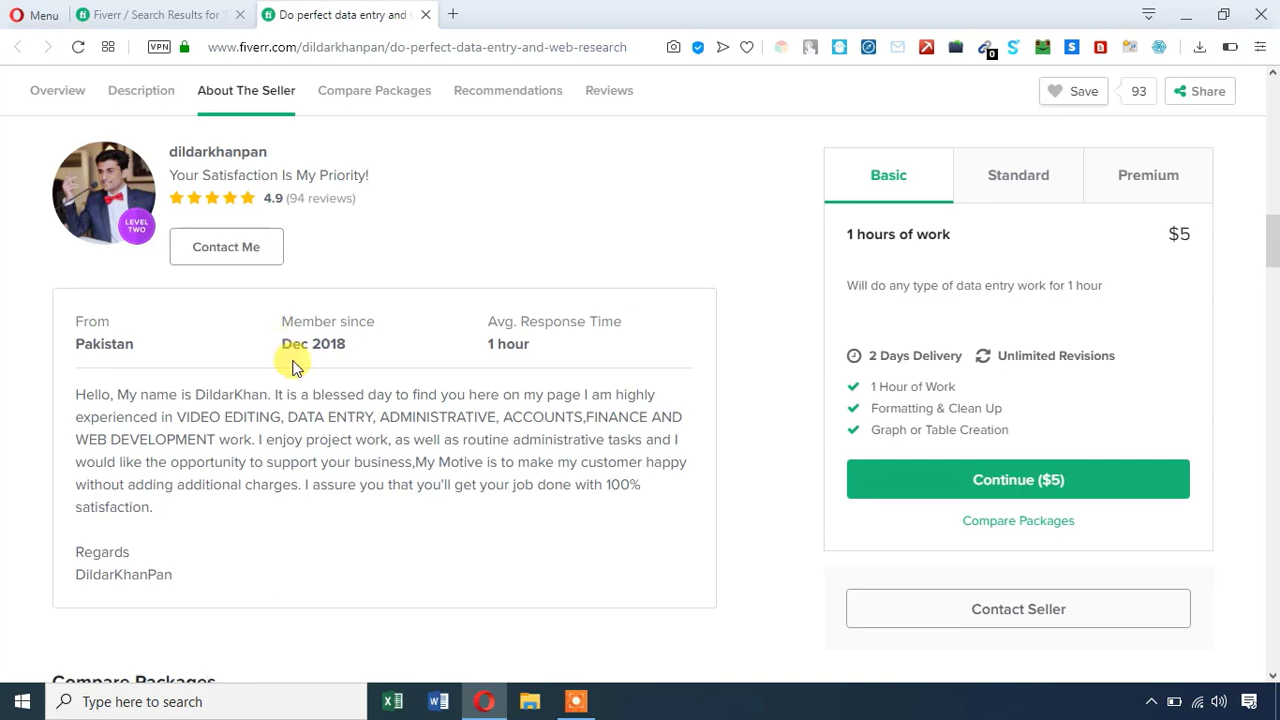 Menu
Fiverr / Search Results for '
Do perfect data entry and
VPN
www.fiverr.com/dildarkhanpan/do-perfect-data-entry-and-web-research
0
Overview
Description
About The Seller
Compare Packages
Recommendations
Reviews
Save
93
Share
dildarkhanpan
Your Satisfaction Is My Priority!
4.9 (94 reviews)
LEVEL
TWO
Contact Me
From
Pakistan
Member since
Dec 2018
Avg. Response Time
1 hour
Hello, My name is DildarKhan. It is a blessed day to find you here on my page I am highly
experienced in VIDEO EDITING, DATA ENTRY, ADMINISTRATIVE, ACCOUNTS,FINANCE AND
WEB DEVELOPMENT work. I enjoy project work, as well as routine administrative tasks and I
would like the opportunity to support your business,My Motive is to make my customer happy
without adding additional charges. I assure you that you'll get your job done with 100%
satisfaction.
Regards
DildarKhanPan
Basic
Standard
Premium
1 hours of work
$5
Will do any type of data entry work for 1 hour
2 Days Delivery
Unlimited Revisions
1 Hour of Work
Formatting & Clean Up
Graph or Table Creation
Continue ($5)
Compare Packages
Contact Seller
Compare Packages
Type here to search